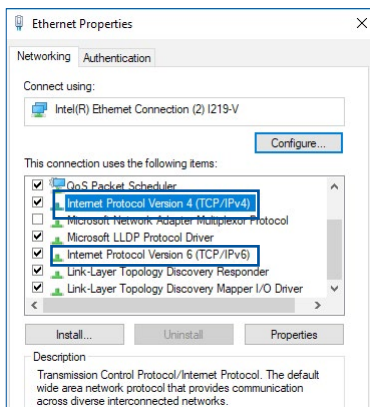 Ethernet Properties
Networking Authentication
Connect using:
Intel(R) Ethernet Connection (2) I219-V
Configure...
This connection uses the following items:
QoS Packet Scheduler
Internet Protocol Version 4 (TCP/IPv4)
Microsoft Network Adapter Multiplexor Protocol
Microsoft LLDP Protocol Driver
Internet Protocol Version 6 (TCP/IPv6)
Link-Layer Topology Discovery Responder
Link-Layer Topology Discovery Mapper I/O Driver
Install... Uninstall Properties
Description
Transmission Control Protocol/Internet Protocol. The default
wide area network protocol that provides communication
across diverse interconnected networks.